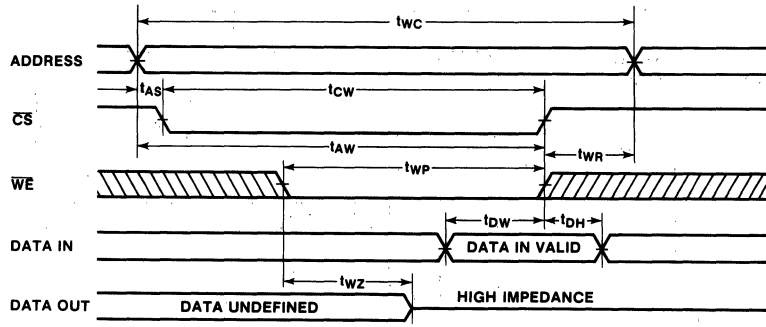 tWC
ADDRESS
tAS
tCW
CS
tAW
tWP
tWR
WE
tDW
tDH
DATA IN
DATA IN VALID
tWZ
DATA OUT
DATA UNDEFINED
HIGH IMPEDANCE